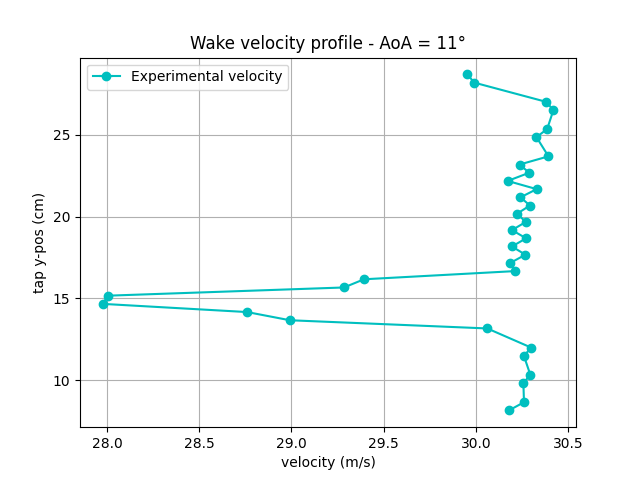 Wake velocity profile - AoA = 11°
Experimental velocity
tap y-pos (cm)
25
20
15
10
28.0 28.5 29.0 29.5 30.0 30.5
velocity (m/s)